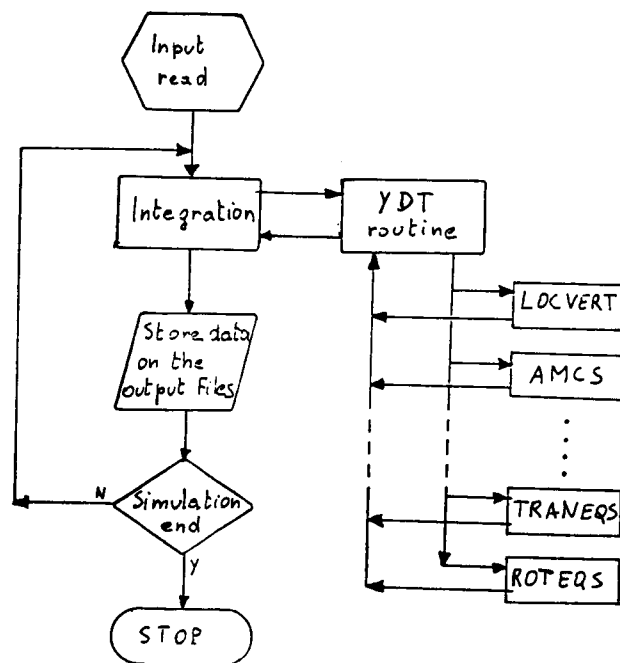 Input
read
Integration
YDT
routine
LOCVERT
Store data
on the
output Files
AMCS
N
Simulation
end
TRANEQS
Y
ROTEQS
STOP